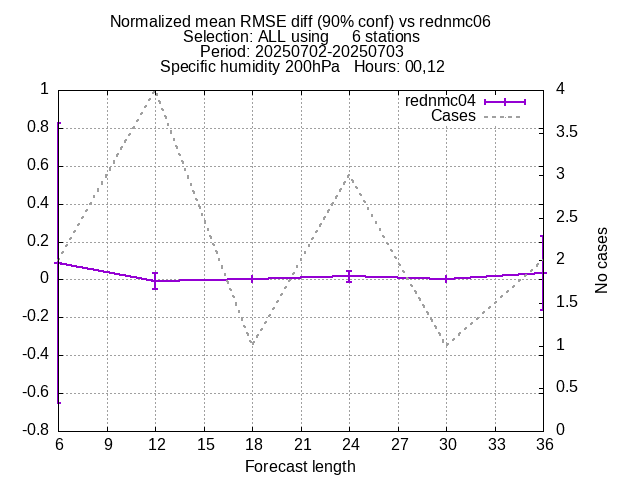 Normalized mean RMSE diff (90% conf) vs rednmc06
Selection: ALL using     6 stations
Period: 20250702-20250703
Specific humidity 200hPa   Hours: 00,12
rednmc04
Cases
1
0.8
0.6
0.4
0.2
0
-0.2
-0.4
-0.6
-0.8
4
3.5
3
2.5
2
1.5
1
0.5
0
No cases
6 9 12 15 18 21 24 27 30 33 36
Forecast length